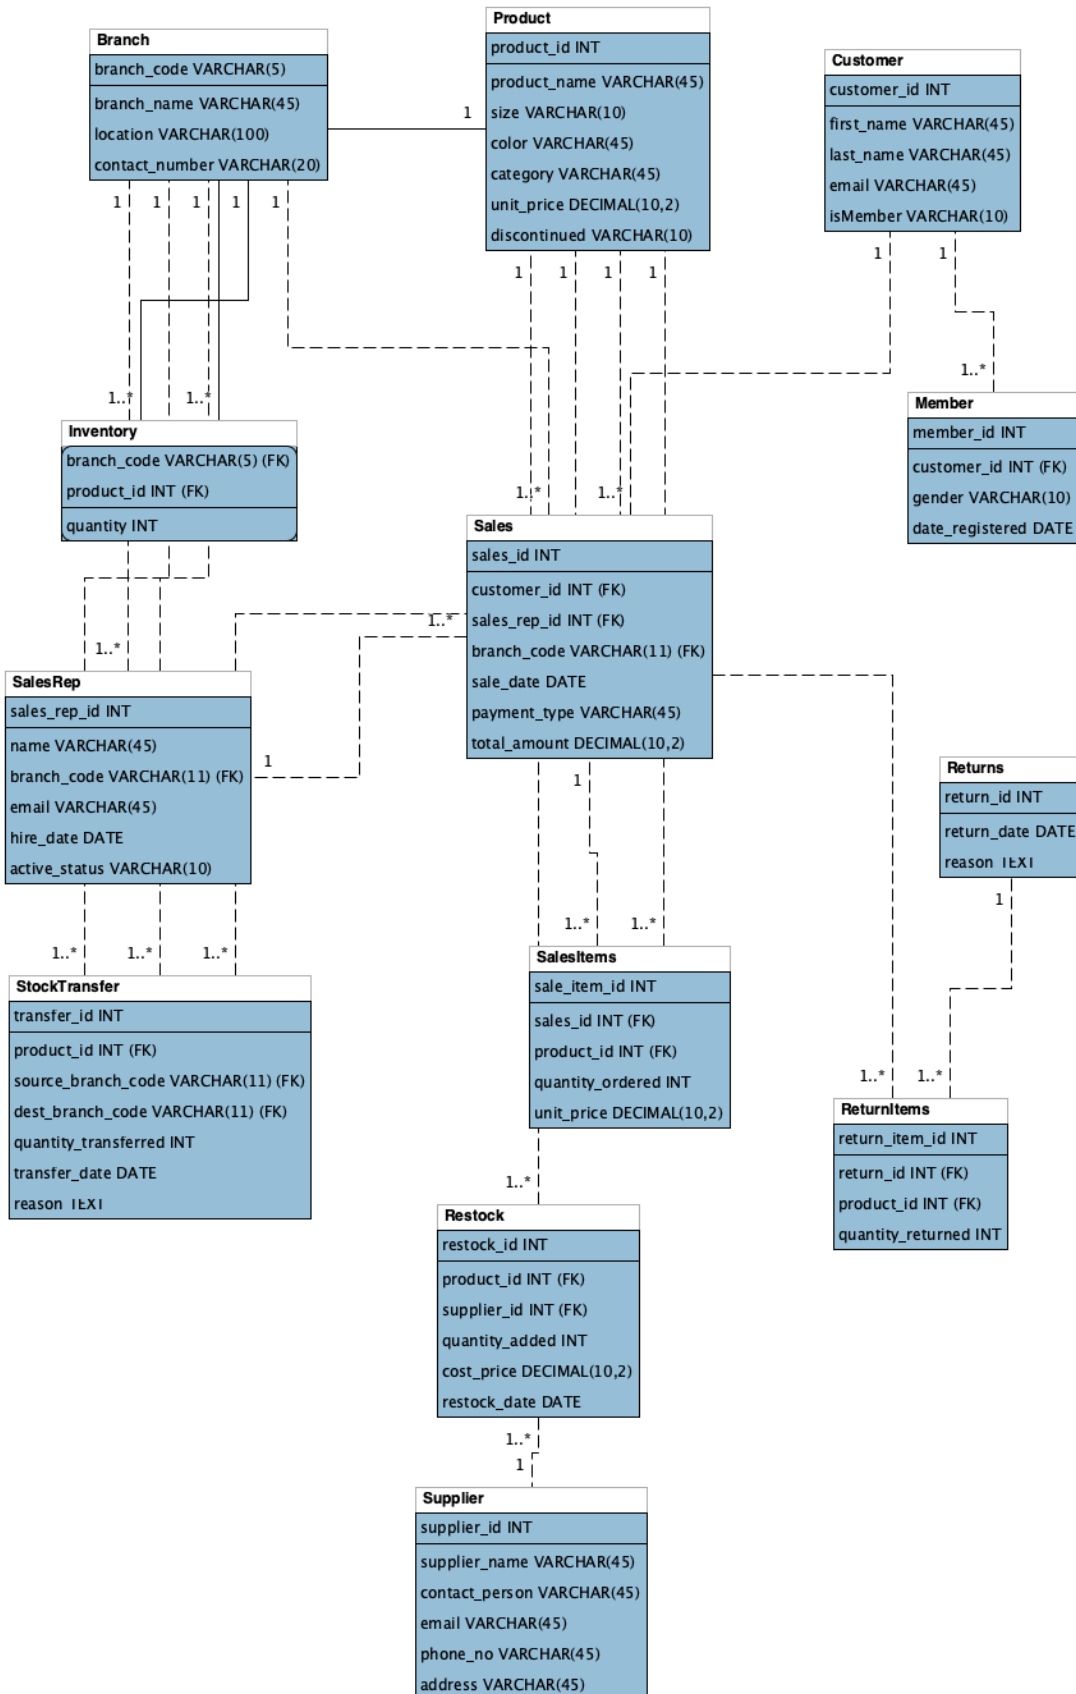 Branch
branch_code VARCHAR(5)
branch_name VARCHAR(45)
location VARCHAR(100)
contact_number VARCHAR(20)
Product
product_id INT
product_name VARCHAR(45)
size VARCHAR(10)
color VARCHAR(45)
category VARCHAR(45)
unit_price DECIMAL(10,2)
discontinued VARCHAR(10)
Customer
customer_id INT
first_name VARCHAR(45)
last_name VARCHAR(45)
email VARCHAR(45)
isMember VARCHAR(10)
1
1 1 1 1 1
1 1 1 1
1 1
1..* 1..*
1..*
1..* 1..*
Inventory
branch_code VARCHAR(5) (FK)
product_id INT (FK)
quantity INT
Member
member_id INT
customer_id INT (FK)
gender VARCHAR(10)
date_registered DATE
Sales
sales_id INT
customer_id INT (FK)
sales_rep_id INT (FK)
branch_code VARCHAR(11) (FK)
sale_date DATE
payment_type VARCHAR(45)
total_amount DECIMAL(10,2)
1..*
1..*
1
1
SalesRep
sales_rep_id INT
name VARCHAR(45)
branch_code VARCHAR(11) (FK)
email VARCHAR(45)
hire_date DATE
active_status VARCHAR(10)
Returns
return_id INT
return_date DATE
reason TEXT
1
1..* 1..* 1..*
1..* 1..*
StockTransfer
transfer_id INT
product_id INT (FK)
source_branch_code VARCHAR(11) (FK)
dest_branch_code VARCHAR(11) (FK)
quantity_transferred INT
transfer_date DATE
reason TEXT
SalesItems
sale_item_id INT
sales_id INT (FK)
product_id INT (FK)
quantity_ordered INT
unit_price DECIMAL(10,2)
1..* 1..*
ReturnItems
return_item_id INT
return_id INT (FK)
product_id INT (FK)
quantity_returned INT
1..*
Restock
restock_id INT
product_id INT (FK)
supplier_id INT (FK)
quantity_added INT
cost_price DECIMAL(10,2)
restock_date DATE
1..*
1
Supplier
supplier_id INT
supplier_name VARCHAR(45)
contact_person VARCHAR(45)
email VARCHAR(45)
phone_no VARCHAR(45)
address VARCHAR(45)